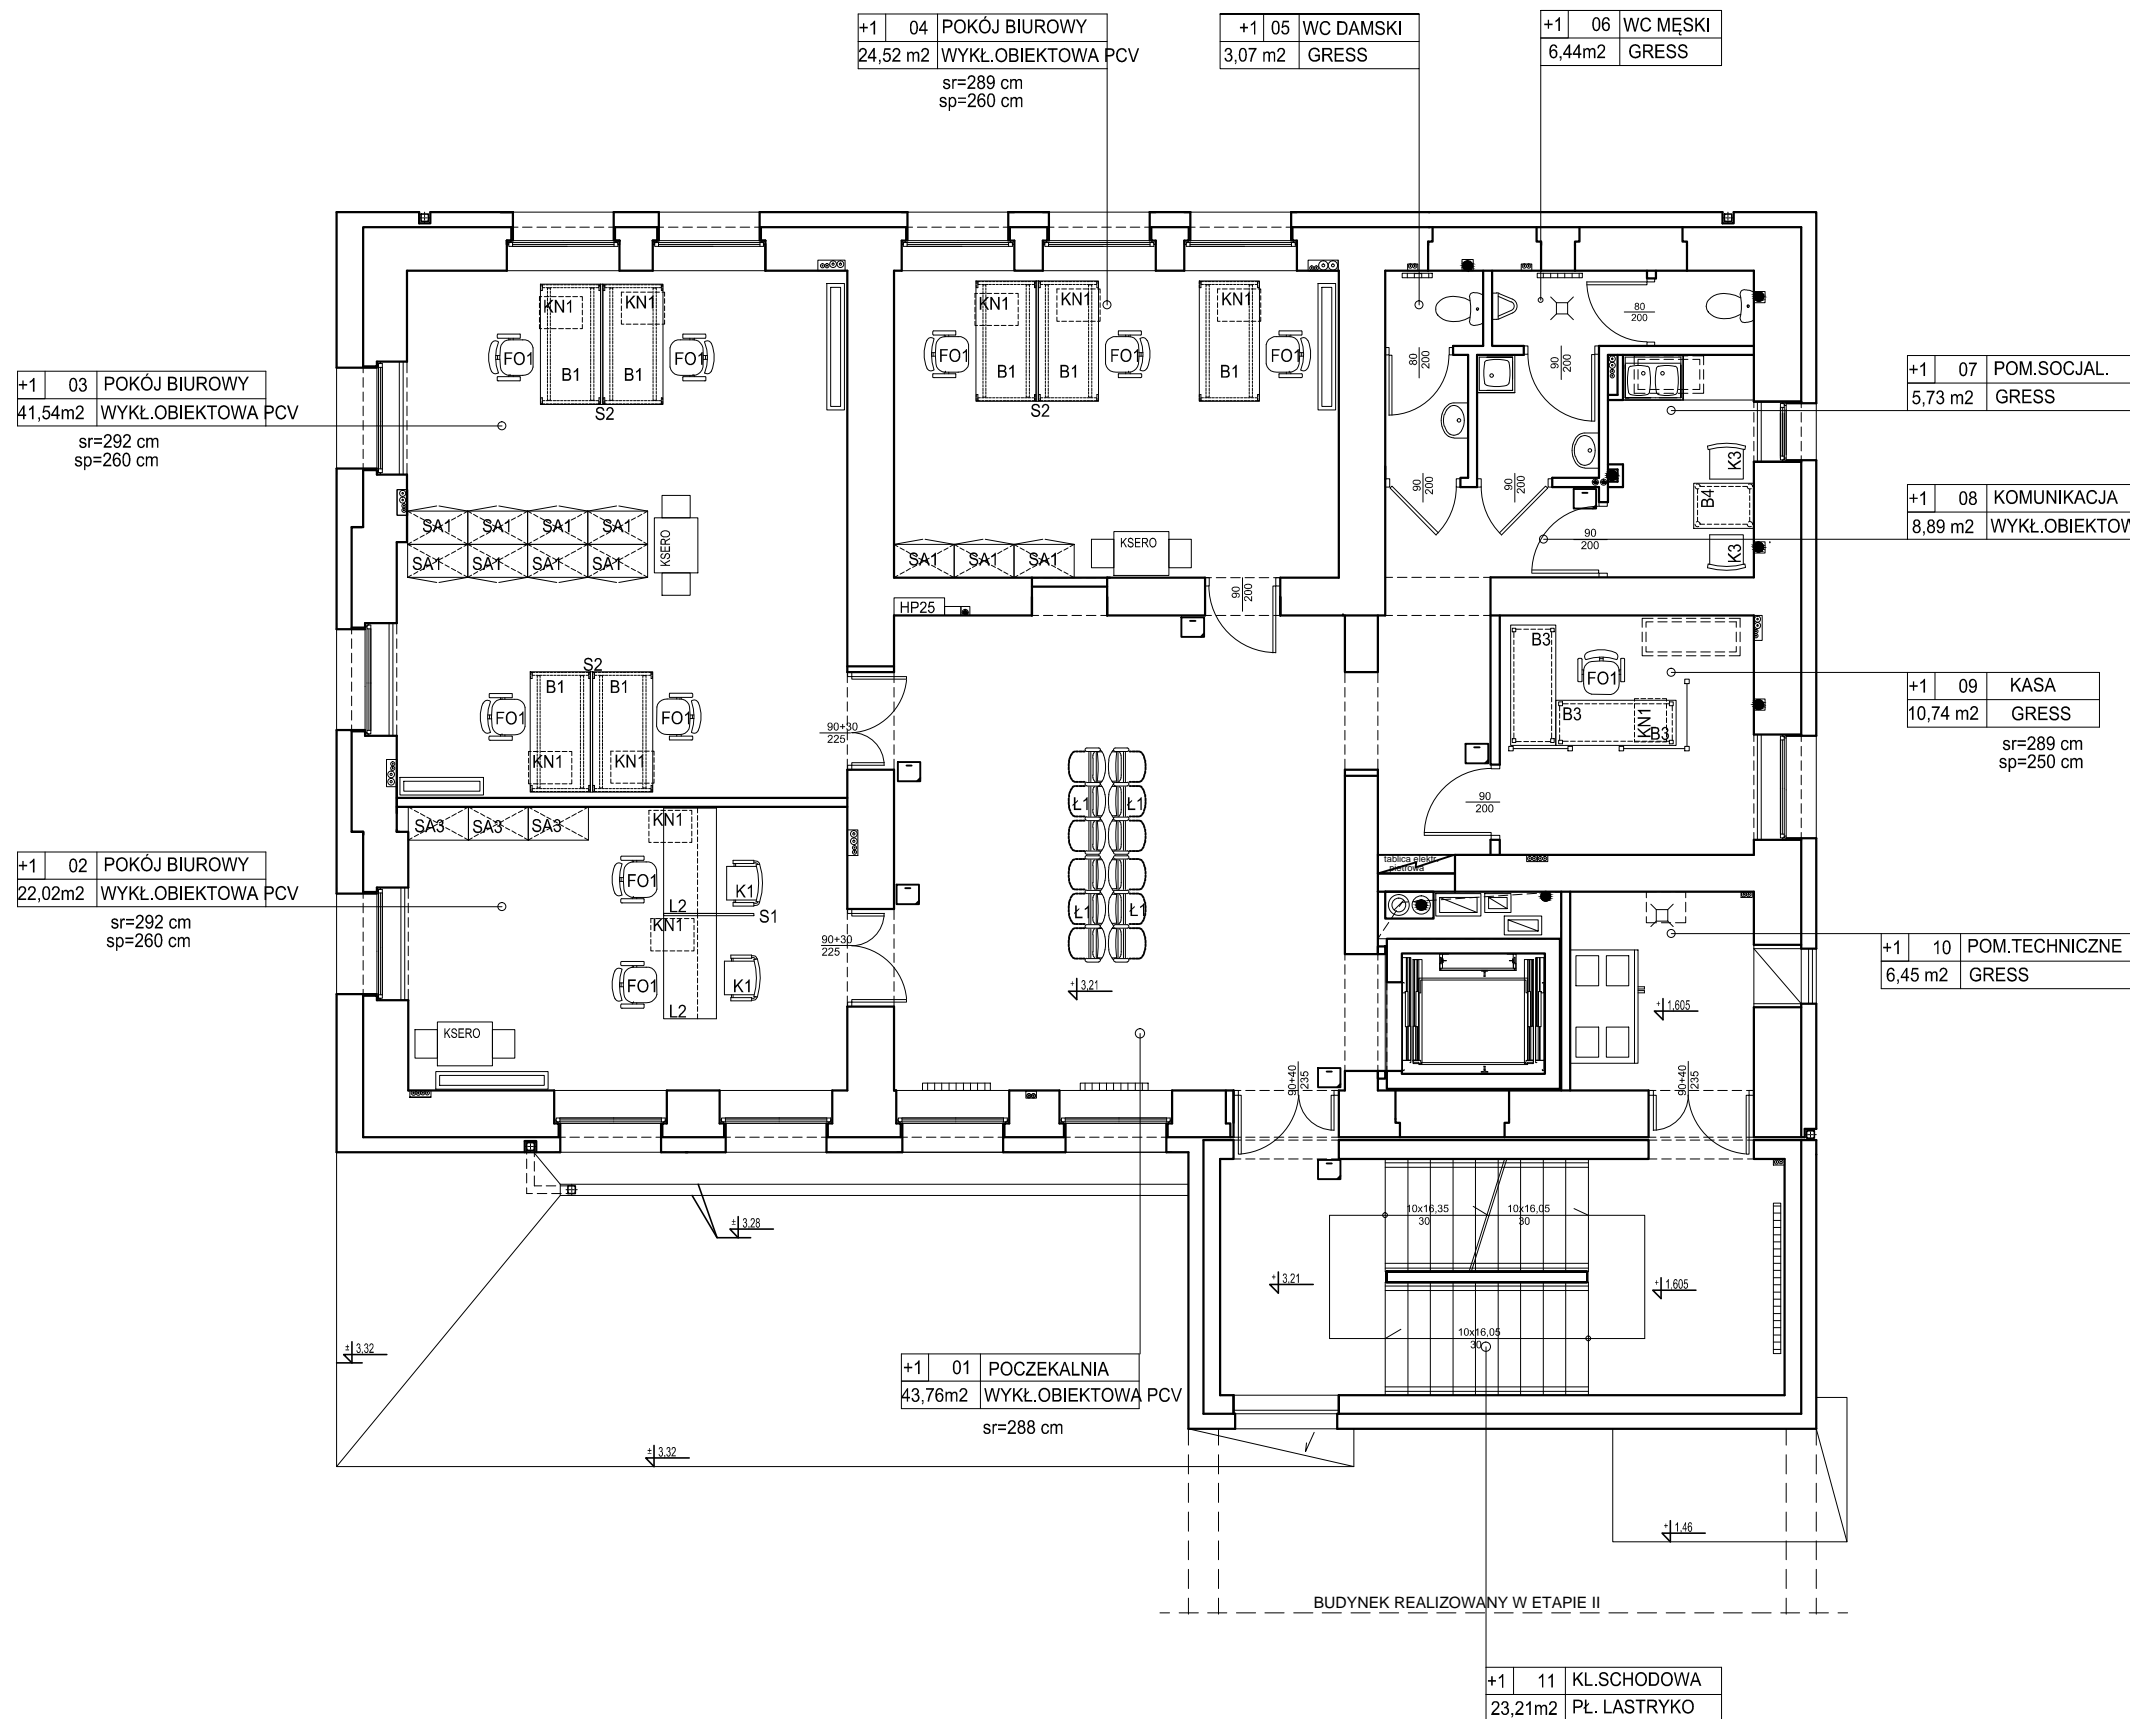 +1 04 POKÓJ BIUROWY
24,52 m2 WYKŁ.OBIEKTOWA PCV
sr=289 cm
sp=260 cm
+1 05 WC DAMSKI
3,07 m2 GRESS
+1 06 WC MĘSKI
6,44m2 GRESS
+1 03 POKÓJ BIUROWY
41,54m2 WYKŁ.OBIEKTOWA PCV
sr=292 cm
sp=260 cm
+1 07 POM.SOCJAL.
5,73 m2 GRESS
+1 08 KOMUNIKACJA
8,89 m2 WYKŁ.OBIEKTOW
+1 09 KASA
10,74 m2 GRESS
sr=289 cm
sp=250 cm
+1 02 POKÓJ BIUROWY
22,02m2 WYKŁ.OBIEKTOWA PCV
sr=292 cm
sp=260 cm
+1 10 POM.TECHNICZNE
6,45 m2 GRESS
+1 01 POCZEKALNIA
43,76m2 WYKŁ.OBIEKTOWA PCV
sr=288 cm
+1 11 KL.SCHODOWA
23,21m2 PŁ. LASTRYKO
BUDYNEK REALIZOWANY W ETAPIE II
KN1 KN1
FO1 FO1
B1 B1
S2
KN1 KN1 KN1
FO1 FO1 FO1
B1 B1 B1
S2
SA1 SA1 SA1 SA1
SA1 SA1 SA1 SA1
KSERO
SA1 SA1 SA1
KSERO
HP25
S2
B1 B1
FO1 FO1
KN1 KN1
SA3 SA3 SA3
KN1
FO1 K1
L2 S1
KN1
FO1 K1
L2
KSERO
Ł1 Ł1
Ł1 Ł1
K3
B4
K3
B3
FO1
B3 KN1 B3
tablica elektr.
piętrowa
80
200
80
200
90
200
90
200
90
200
90
200
90
200
90
200
90+30
225
90+30
225
90+40
235
90+40
235
± 3,21
± 1.605
± 3.28
± 3,21
± 1.605
± 3.32
± 3.32
± 1.46
10x16,35
30
10x16,05
30
10x16,05
30